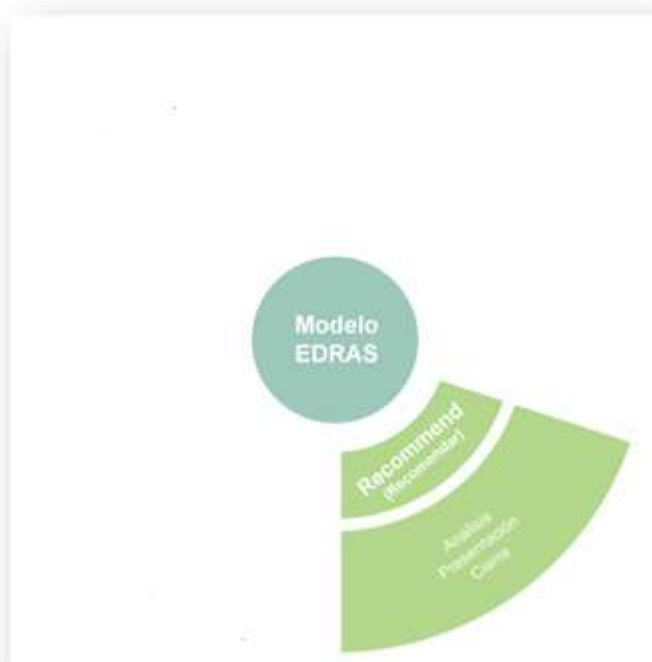 Modelo
EDRAS
Recommend
(Recomendar)
Análisis
Presentación
Cierre